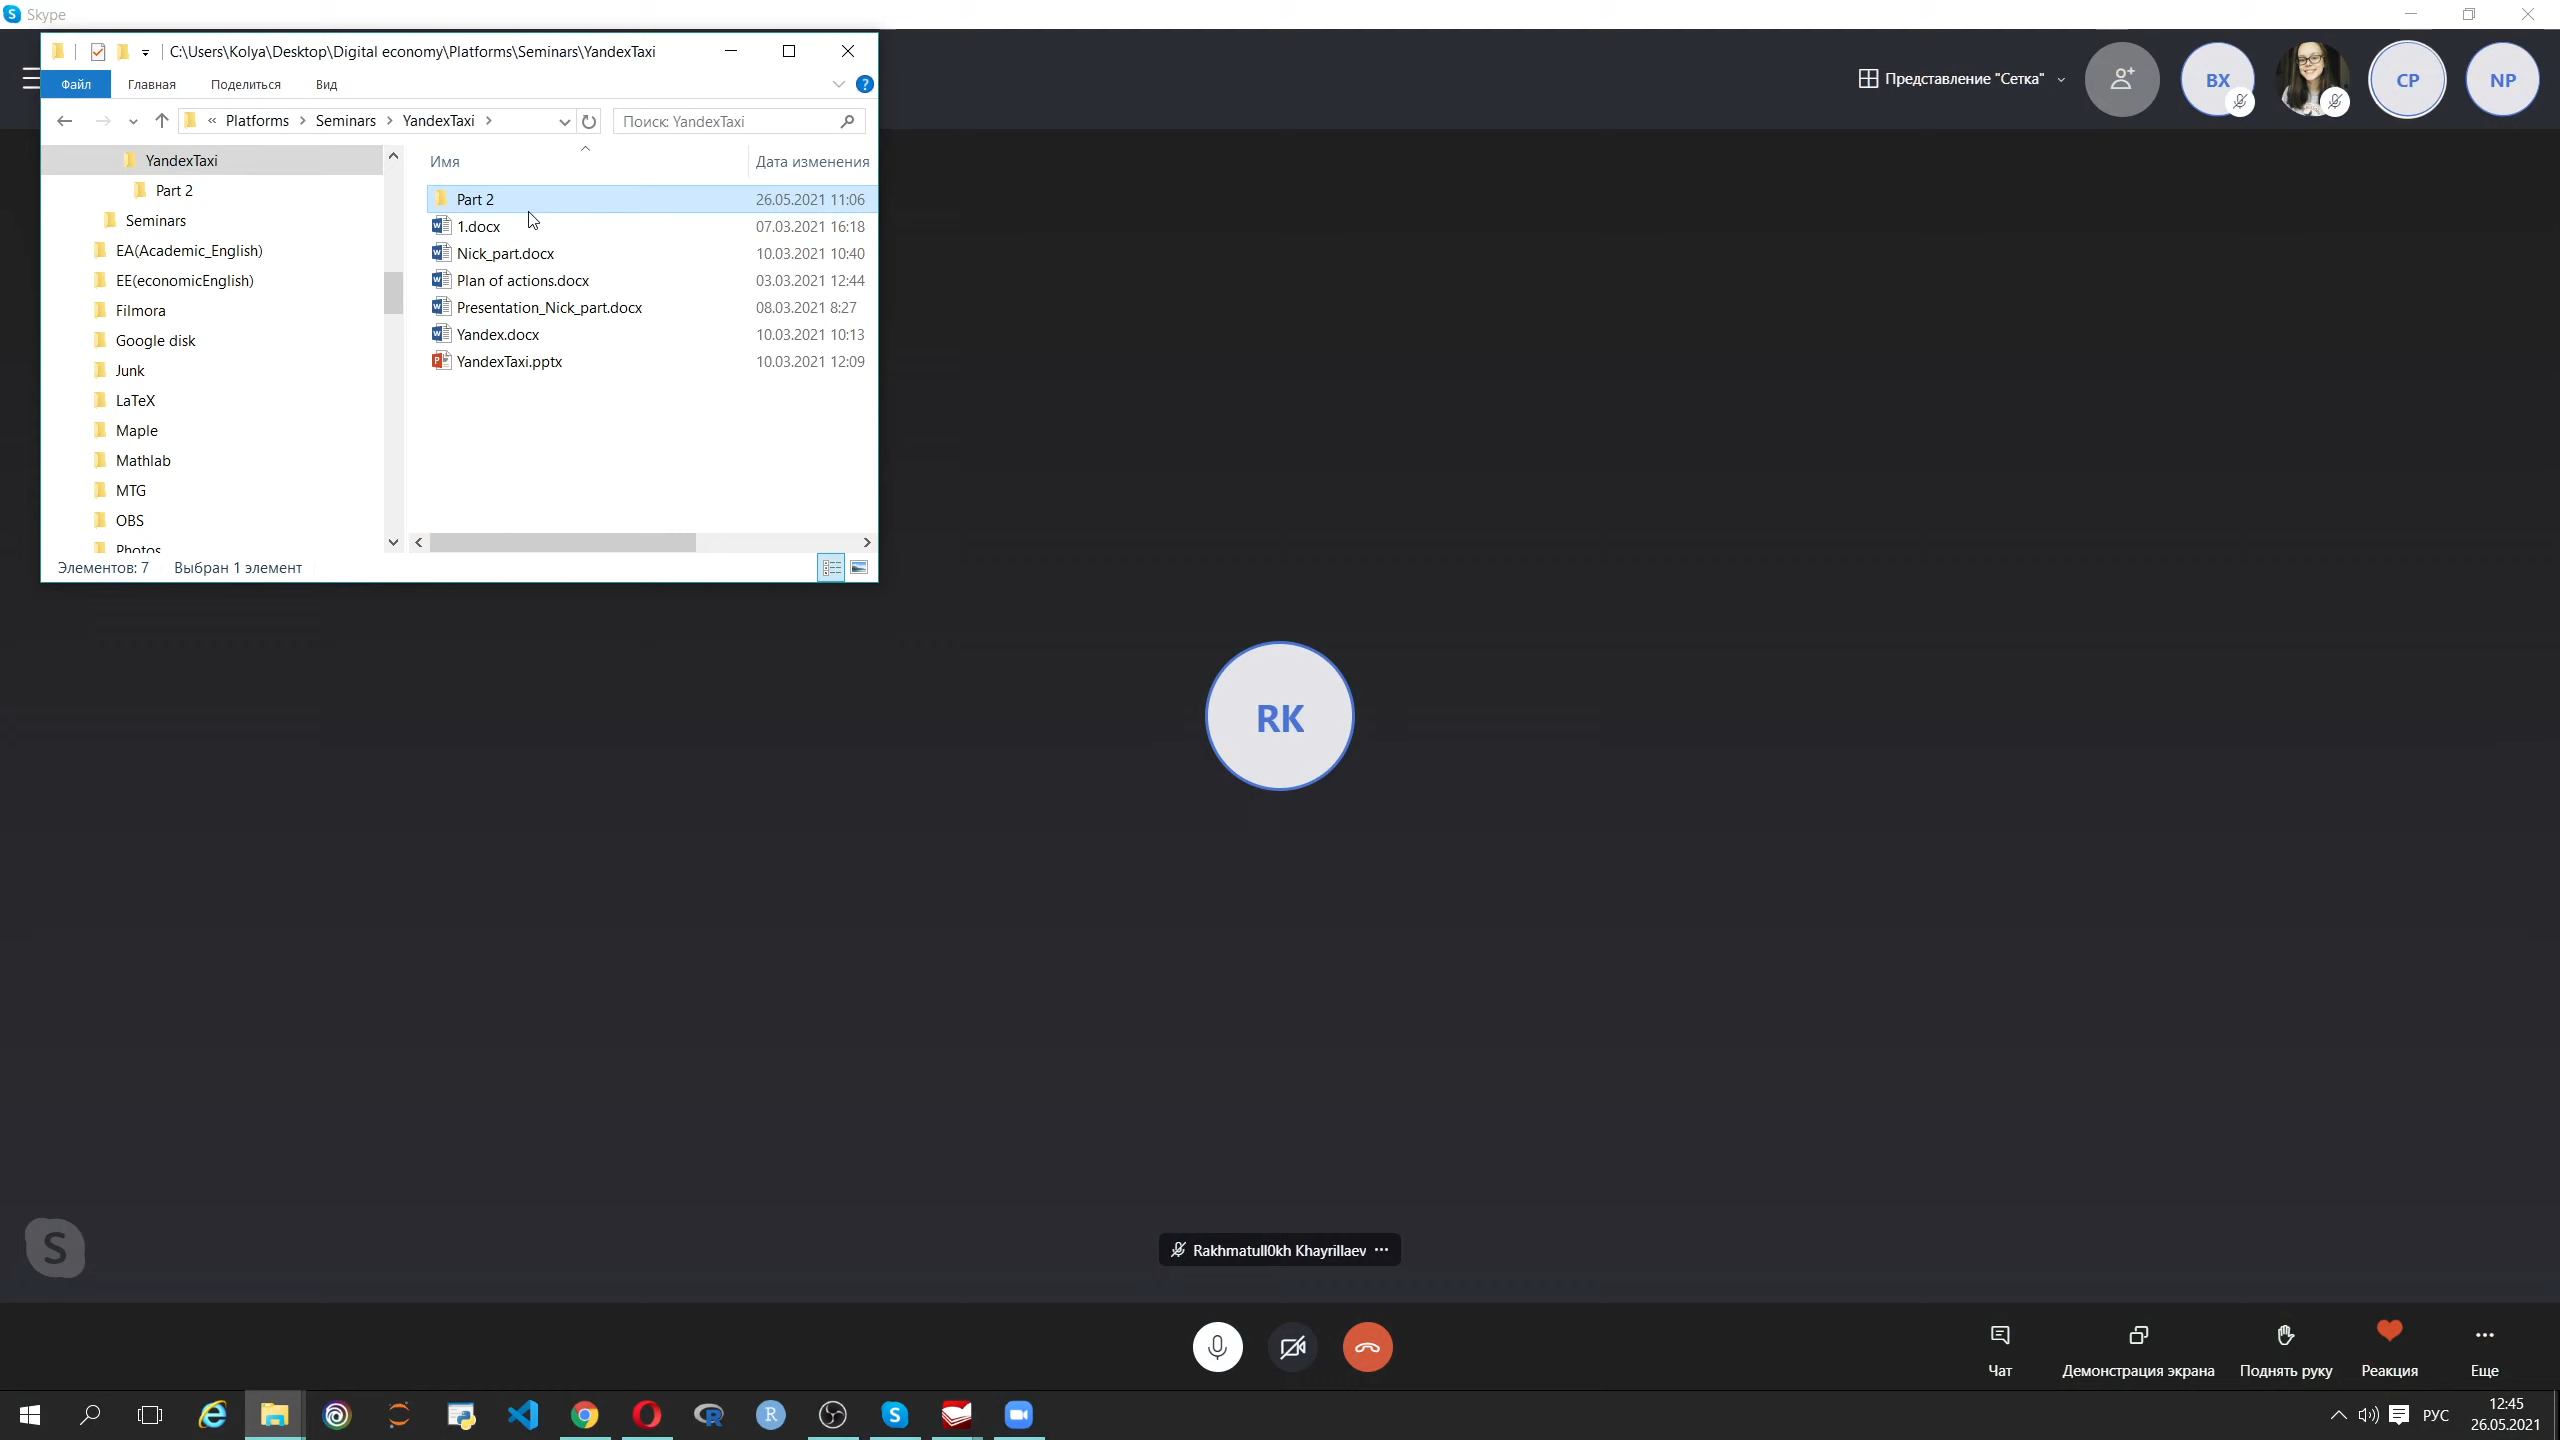 Skype
C:\Users\Kolya\Desktop\Digital economy\Platforms\Seminars\YandexTaxi
Файл Главная Поделиться Вид
Представление "Сетка"
ВХ
CP
NP
« Platforms > Seminars > YandexTaxi >
Поиск: YandexTaxi
Имя Дата изменения
YandexTaxi
Part 2
Seminars
EA(Academic_English)
EE(economicEnglish)
Filmora
Google disk
Junk
LaTeX
Maple
Mathlab
MTG
OBS
Photos
Part 2 26.05.2021 11:06
1.docx 07.03.2021 16:18
Nick_part.docx 10.03.2021 10:40
Plan of actions.docx 03.03.2021 12:44
Presentation_Nick_part.docx 08.03.2021 8:27
Yandex.docx 10.03.2021 10:13
YandexTaxi.pptx 10.03.2021 12:09
Элементов: 7 Выбран 1 элемент
RK
Rakhmatull0kh Khayrillaev
Чат
Демонстрация экрана
Поднять руку
Реакция
Еще
РУС
12:45
26.05.2021